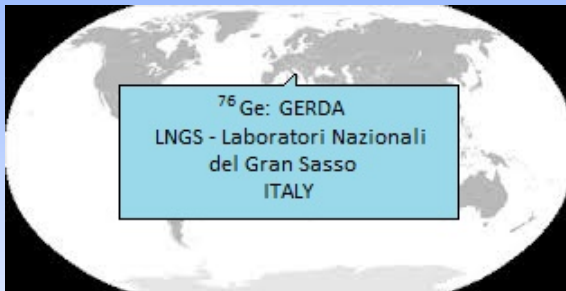 ⁷⁶Ge: GERDA
LNGS - Laboratori Nazionali
del Gran Sasso
ITALY